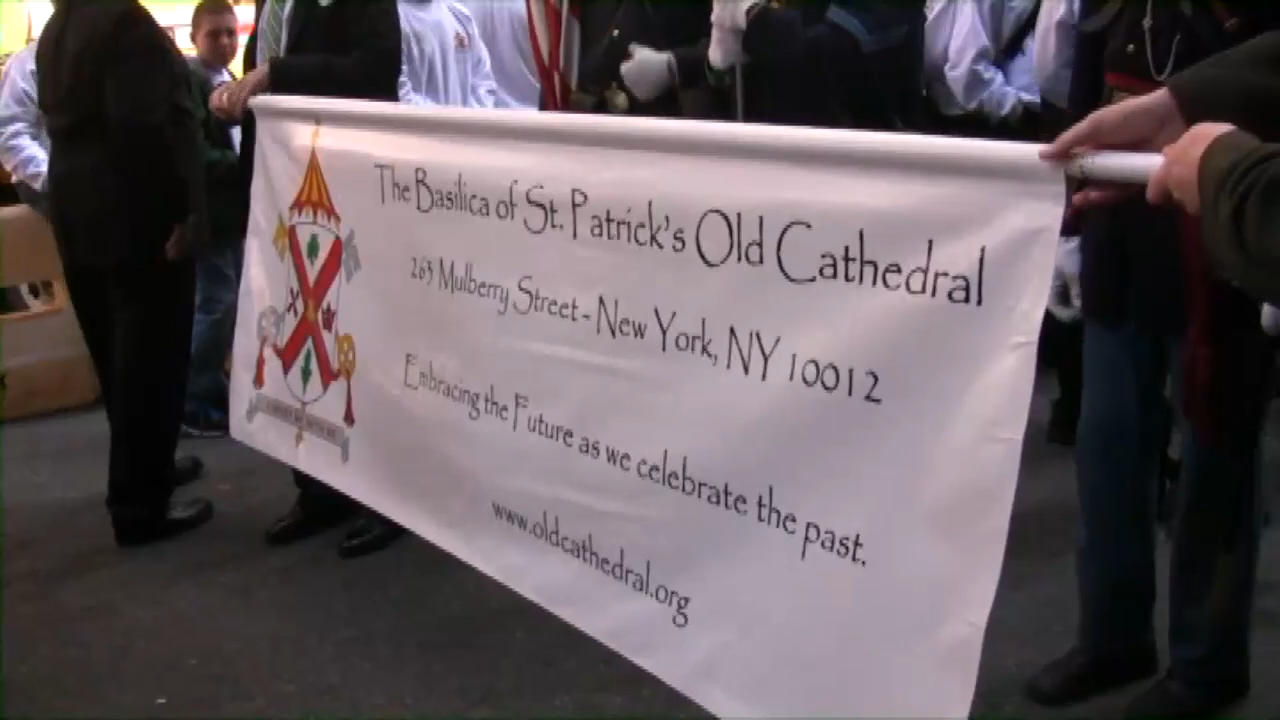 The Basilica of St. Patrick's Old Cathedral
263 Mulberry Street - New York, NY 10012
Embracing the Future as we celebrate the past.
www.oldcathedral.org